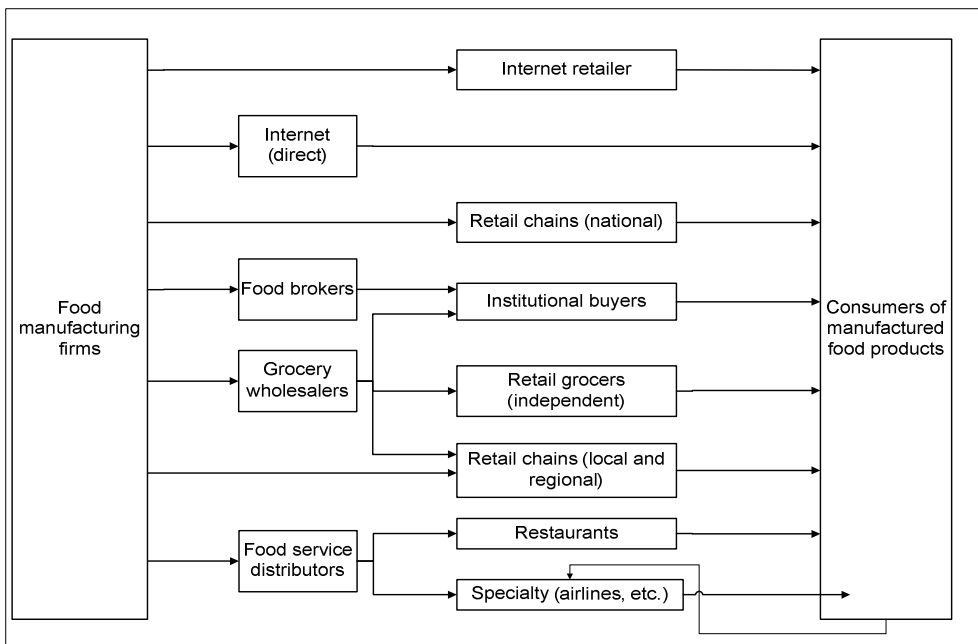 Food
manufacturing
firms
Internet retailer
Internet
(direct)
Retail chains (national)
Food brokers
Institutional buyers
Grocery
wholesalers
Retail grocers
(independent)
Retail chains (local and
regional)
Food service
distributors
Restaurants
Specialty (airlines, etc.)
Consumers of
manufactured
food products